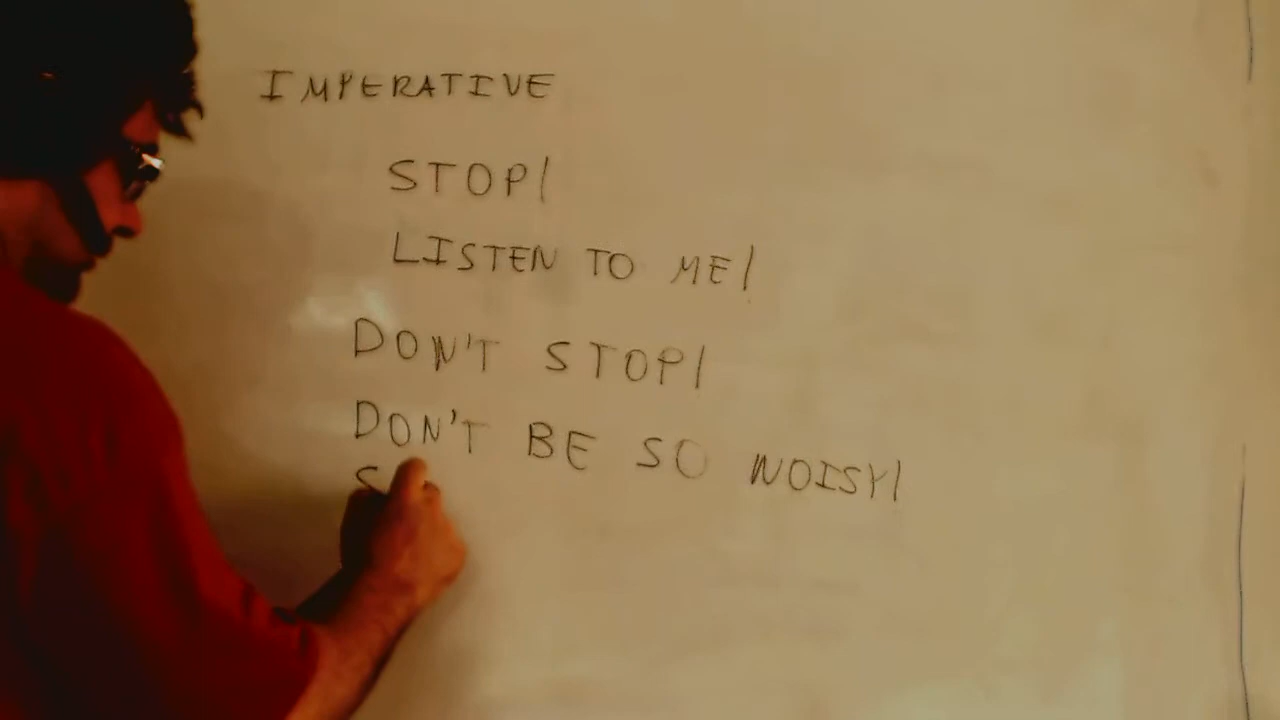 IMPERATIVE
STOP!
LISTEN TO ME!
DON'T STOP!
DON'T BE SO NOISY!
S